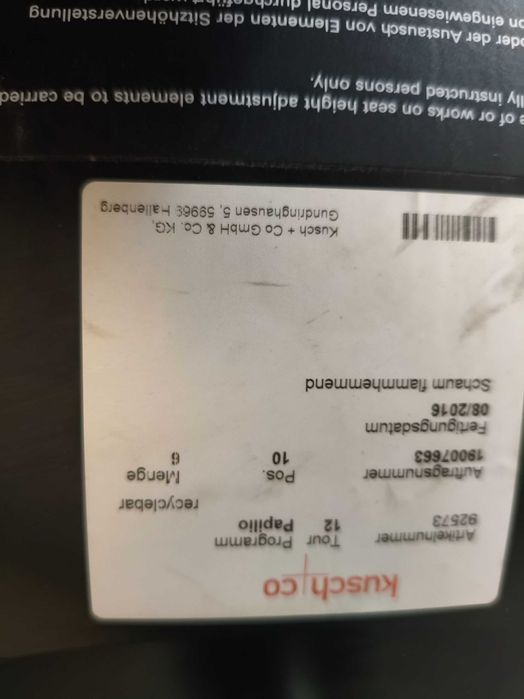 kusch+co
Artikelnummer Tour Programm
92573 12 Papilio
recyclebar
Auftragsnummer Pos. Menge
19007663 10 6
Fertigungsdatum
08/2016
Schaum flammhemmend
Kusch + Co GmbH & Co. KG,
Gundringhausen 5, 59969 Hallenberg
e of or works on seat height adjustment elements to be carried
lly instructed persons only.
oder der Austausch von Elementen der Sitzhöhenverstellung
on eingewiesenem Personal durchgeführt